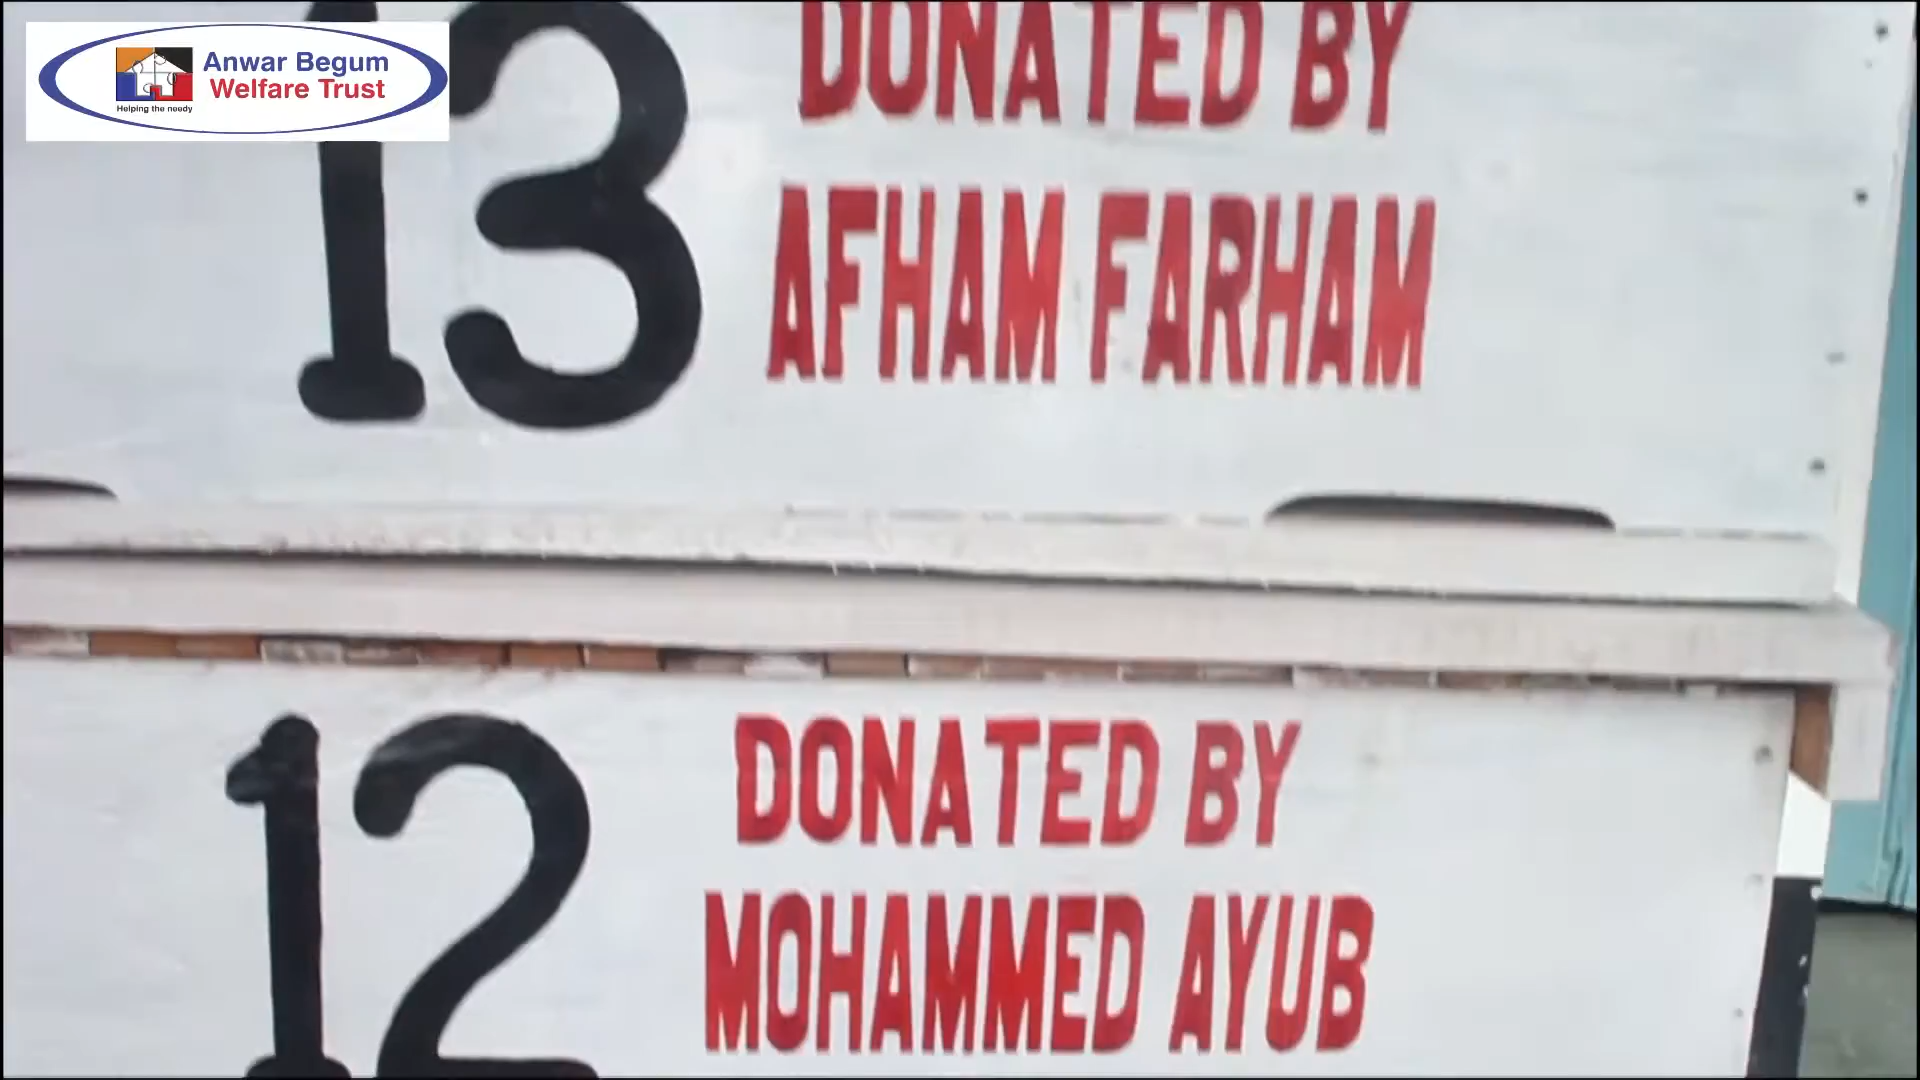 Anwar Begum
Welfare Trust
Helping the needy
13
DONATED BY
AFHAM FARHAM
12
DONATED BY
MOHAMMED AYUB